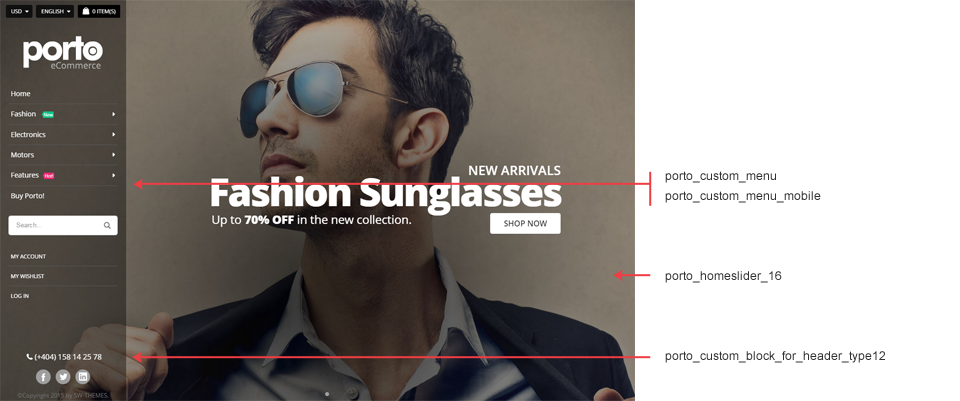 USD ENGLISH 0 ITEM(S)
porto
eCommerce
Home
Fashion New
Electronics
Motors
Features Hot!
Buy Porto!
Search...
MY ACCOUNT
MY WISHLIST
LOG IN
(+404) 158 14 25 78
©Copyright 2015 by SW-THEMES.
NEW ARRIVALS
Fashion Sunglasses
Up to 70% OFF in the new collection.
SHOP NOW
porto_custom_menu
porto_custom_menu_mobile
porto_homeslider_16
porto_custom_block_for_header_type12